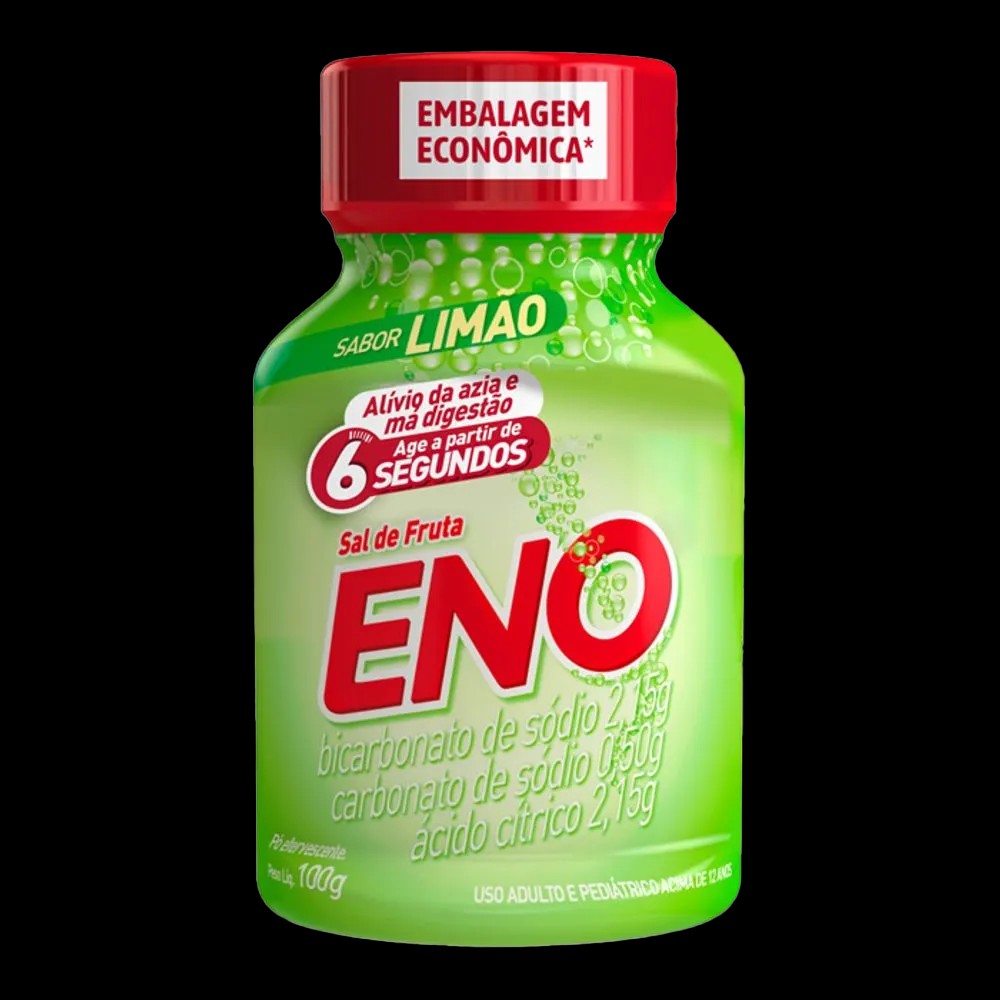 EMBALAGEM
ECONÔMICA*
SABOR LIMÃO
Alívio da azia e
má digestão
6 Age a partir de
SEGUNDOS
Sal de Fruta
ENO
bicarbonato de sódio 2,15g
carbonato de sódio 0,50g
ácido cítrico 2,15g
Pó efervescente.
Peso Líq. 100g
USO ADULTO E PEDIÁTRICO ACIMA DE 12 ANOS